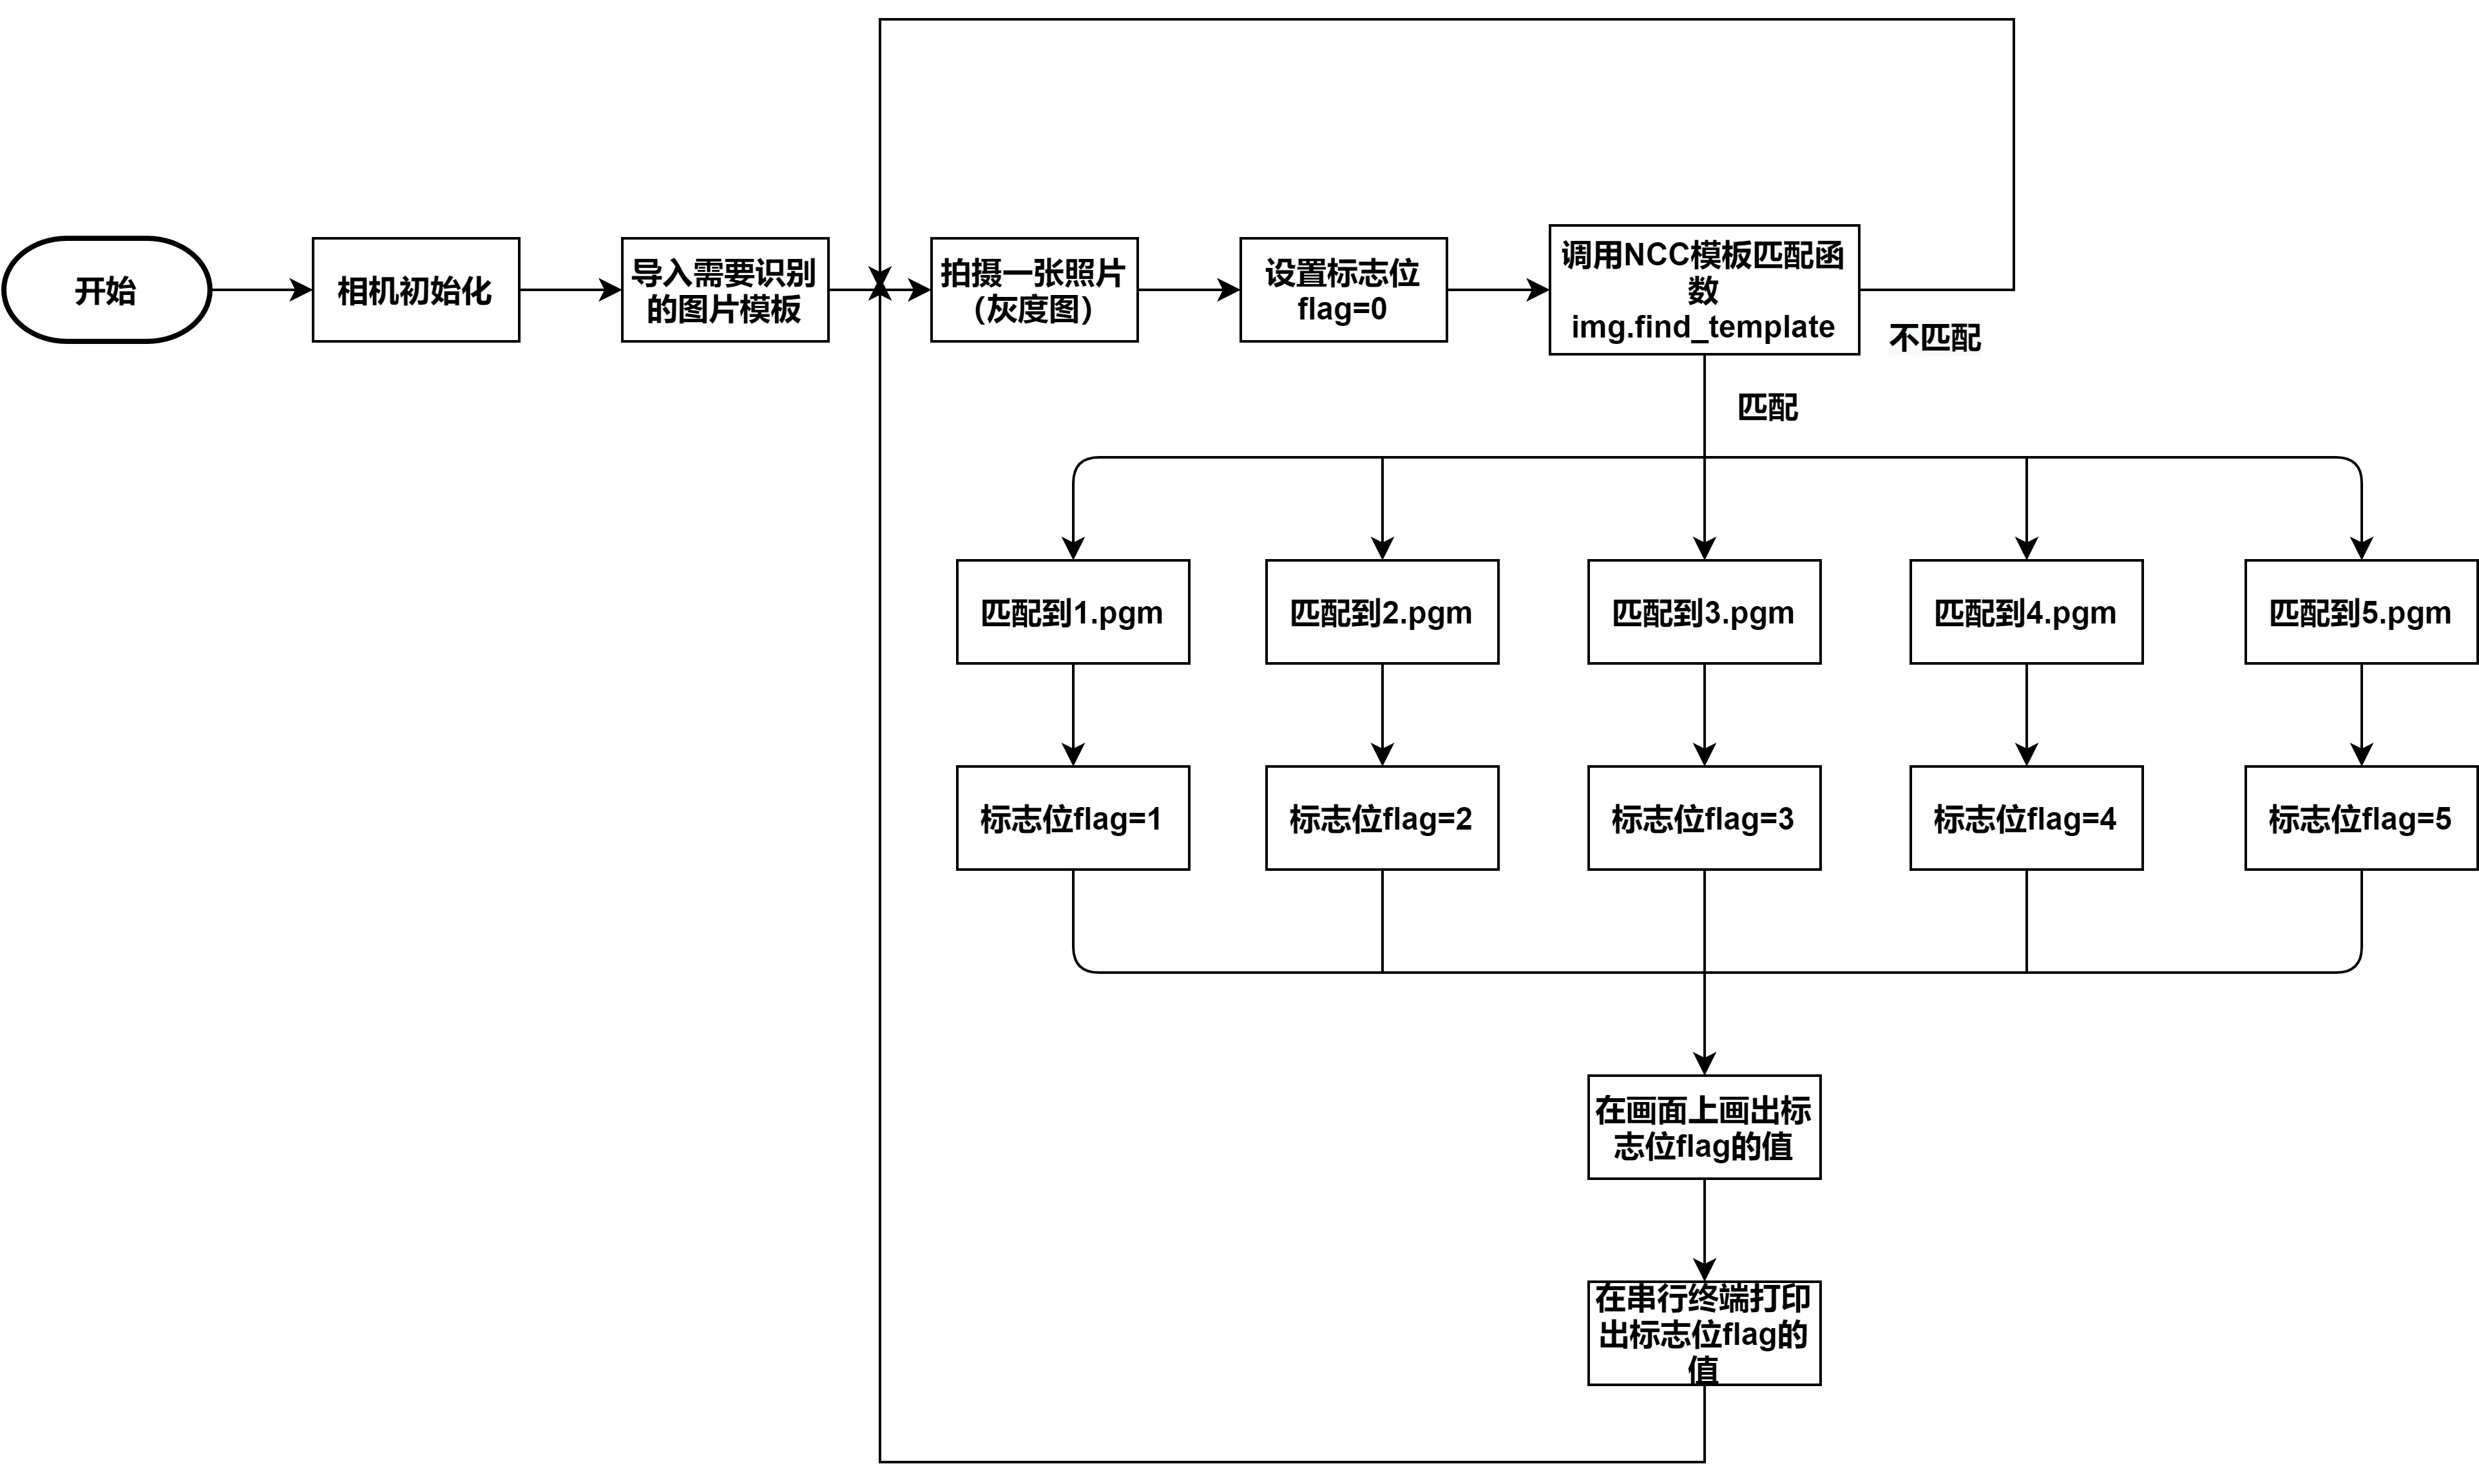 开始
相机初始化
导入需要识别
的图片模板
拍摄一张照片
（灰度图）
设置标志位
flag=0
调用NCC模板匹配函
数
img.find_template
不匹配
匹配
匹配到1.pgm
匹配到2.pgm
匹配到3.pgm
匹配到4.pgm
匹配到5.pgm
标志位flag=1
标志位flag=2
标志位flag=3
标志位flag=4
标志位flag=5
在画面上画出标
志位flag的值
在串行终端打印
出标志位flag的
值